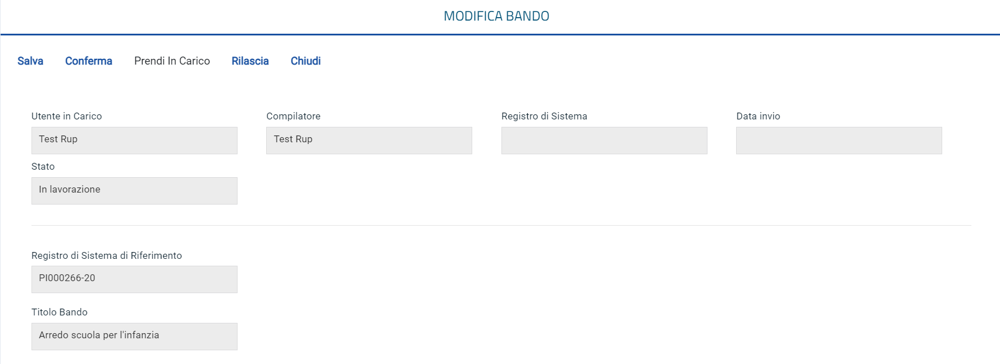 MODIFICA BANDO
Salva Conferma Prendi In Carico Rilascia Chiudi
Utente in Carico Compilatore Registro di Sistema Data invio
Test Rup Test Rup
Stato
In lavorazione
Registro di Sistema di Riferimento
PI000266-20
Titolo Bando
Arredo scuola per l'infanzia